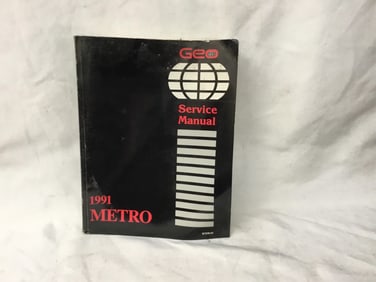 Geo
Service
Manual
1991
METRO